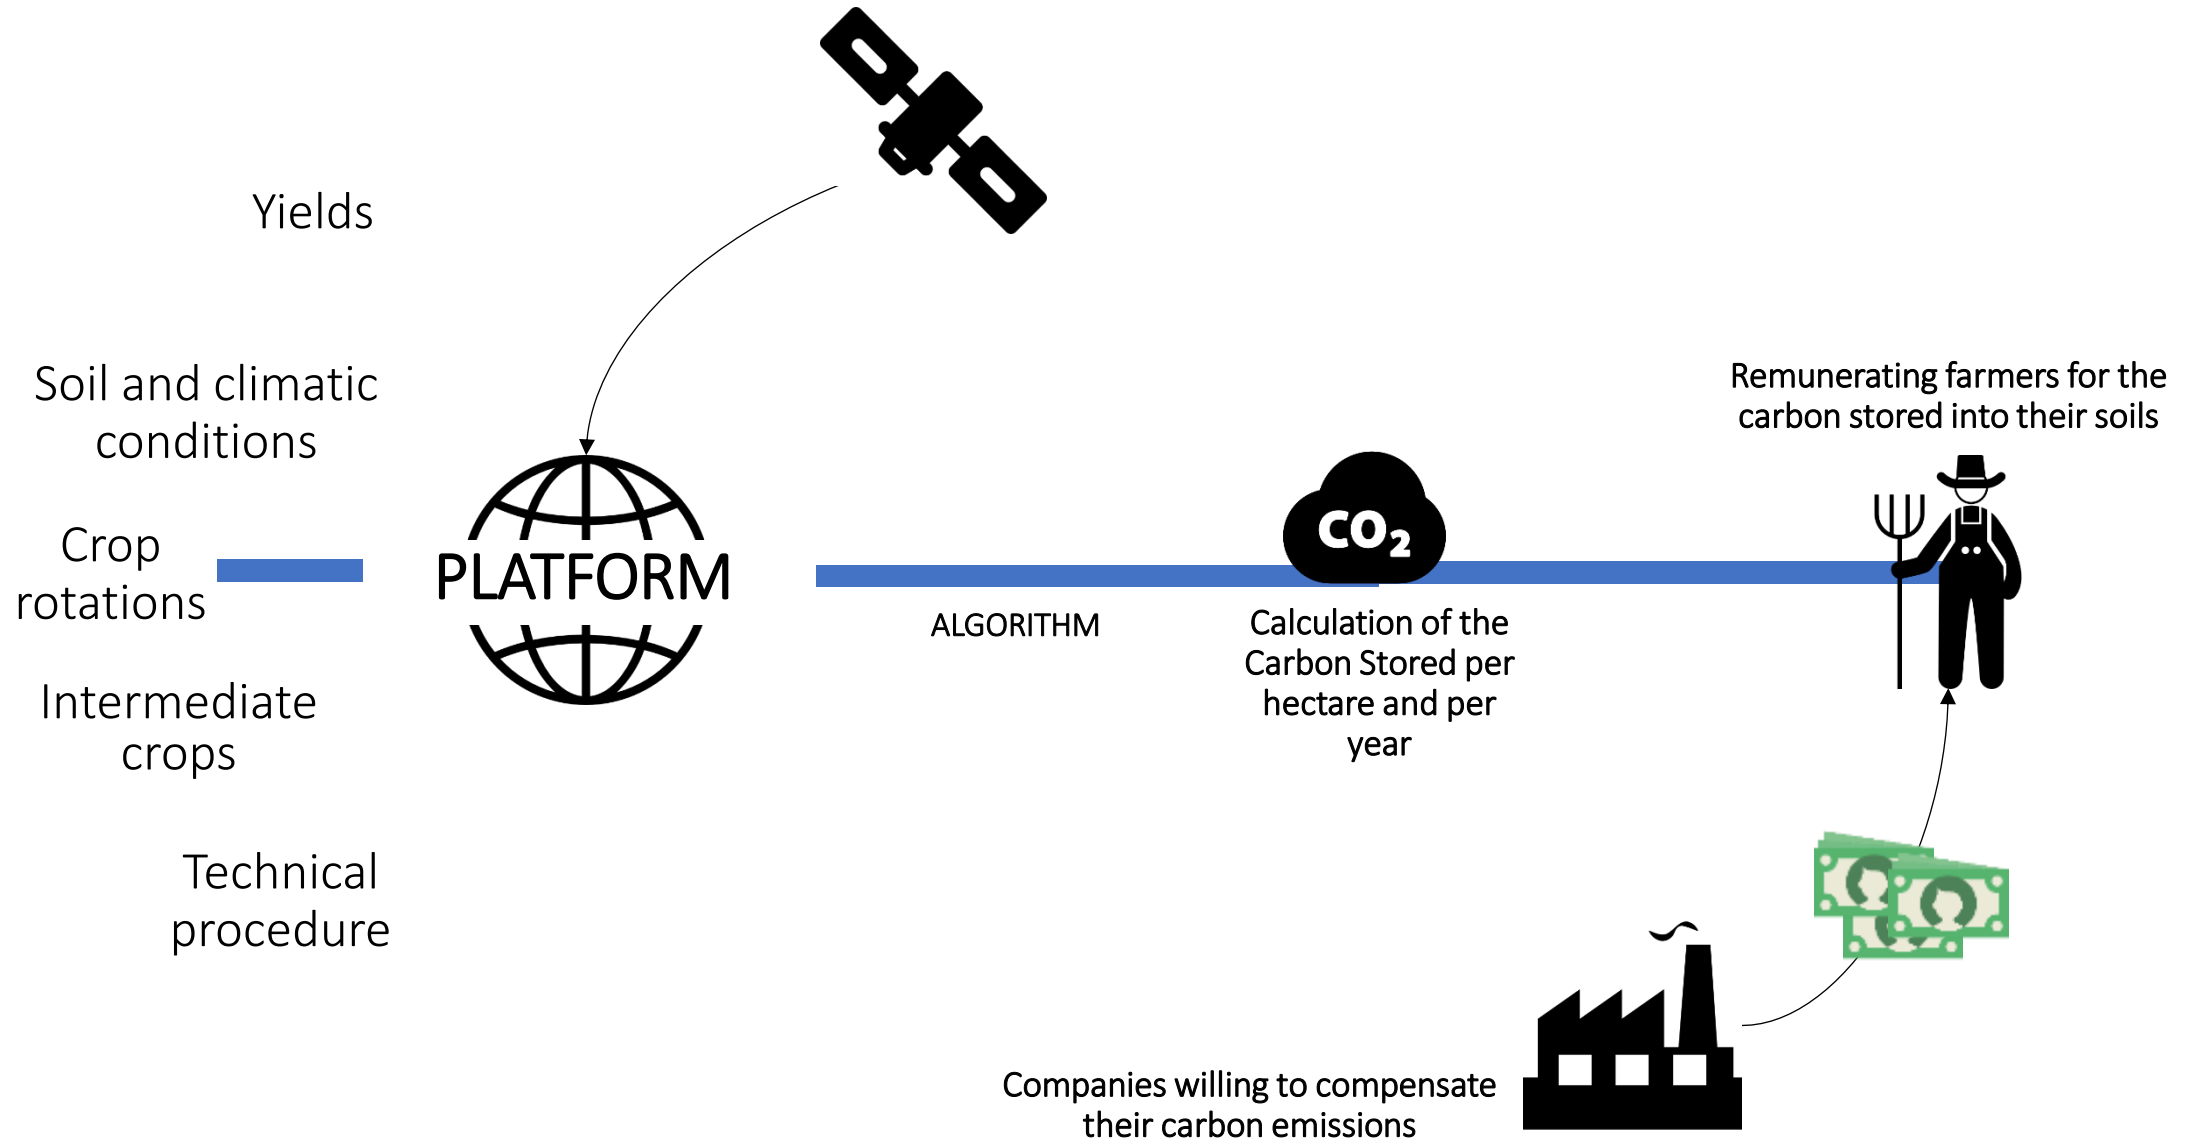 Yields
Soil and climatic
conditions
Crop
rotations
Intermediate
crops
Technical
procedure
PLATFORM
ALGORITHM
CO2
Calculation of the
Carbon Stored per
hectare and per
year
Remunerating farmers for the
carbon stored into their soils
Companies willing to compensate
their carbon emissions